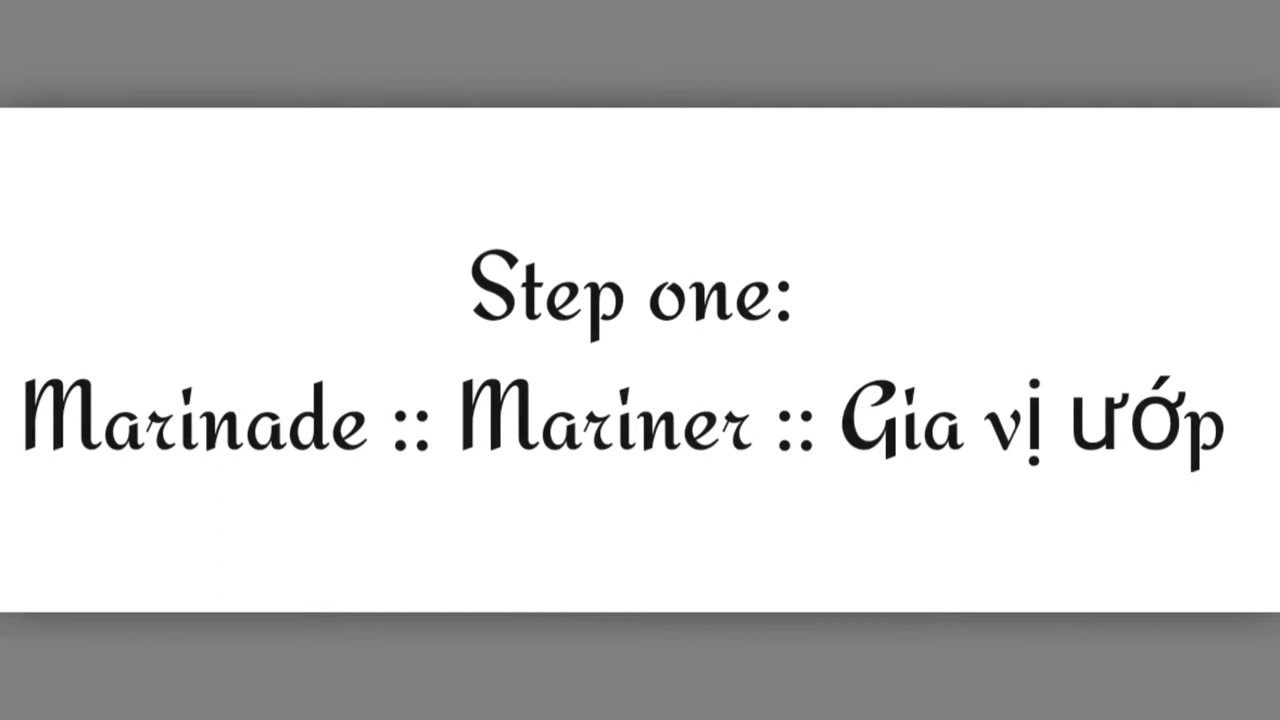 Step one:
Marinade :: Mariner :: Gia vị ướp